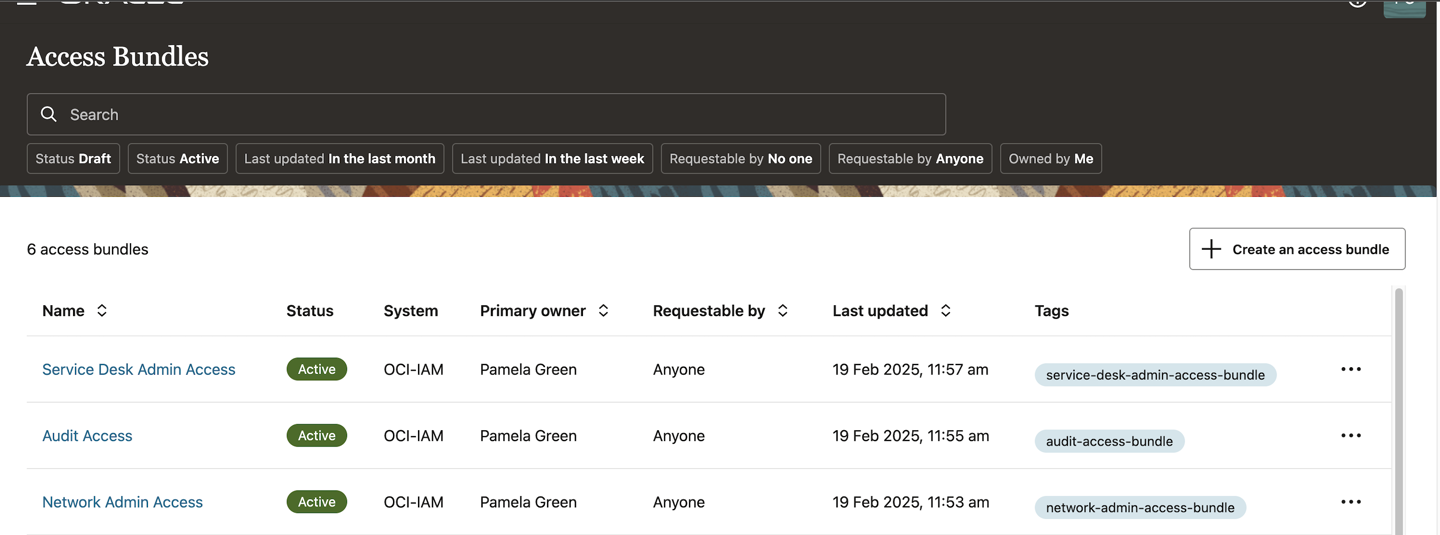 Access Bundles
Search
Status Draft Status Active Last updated In the last month Last updated In the last week Requestable by No one Requestable by Anyone Owned by Me
6 access bundles
Create an access bundle
Name Status System Primary owner Requestable by Last updated Tags
Service Desk Admin Access Active OCI-IAM Pamela Green Anyone 19 Feb 2025, 11:57 am service-desk-admin-access-bundle
Audit Access Active OCI-IAM Pamela Green Anyone 19 Feb 2025, 11:55 am audit-access-bundle
Network Admin Access Active OCI-IAM Pamela Green Anyone 19 Feb 2025, 11:53 am network-admin-access-bundle